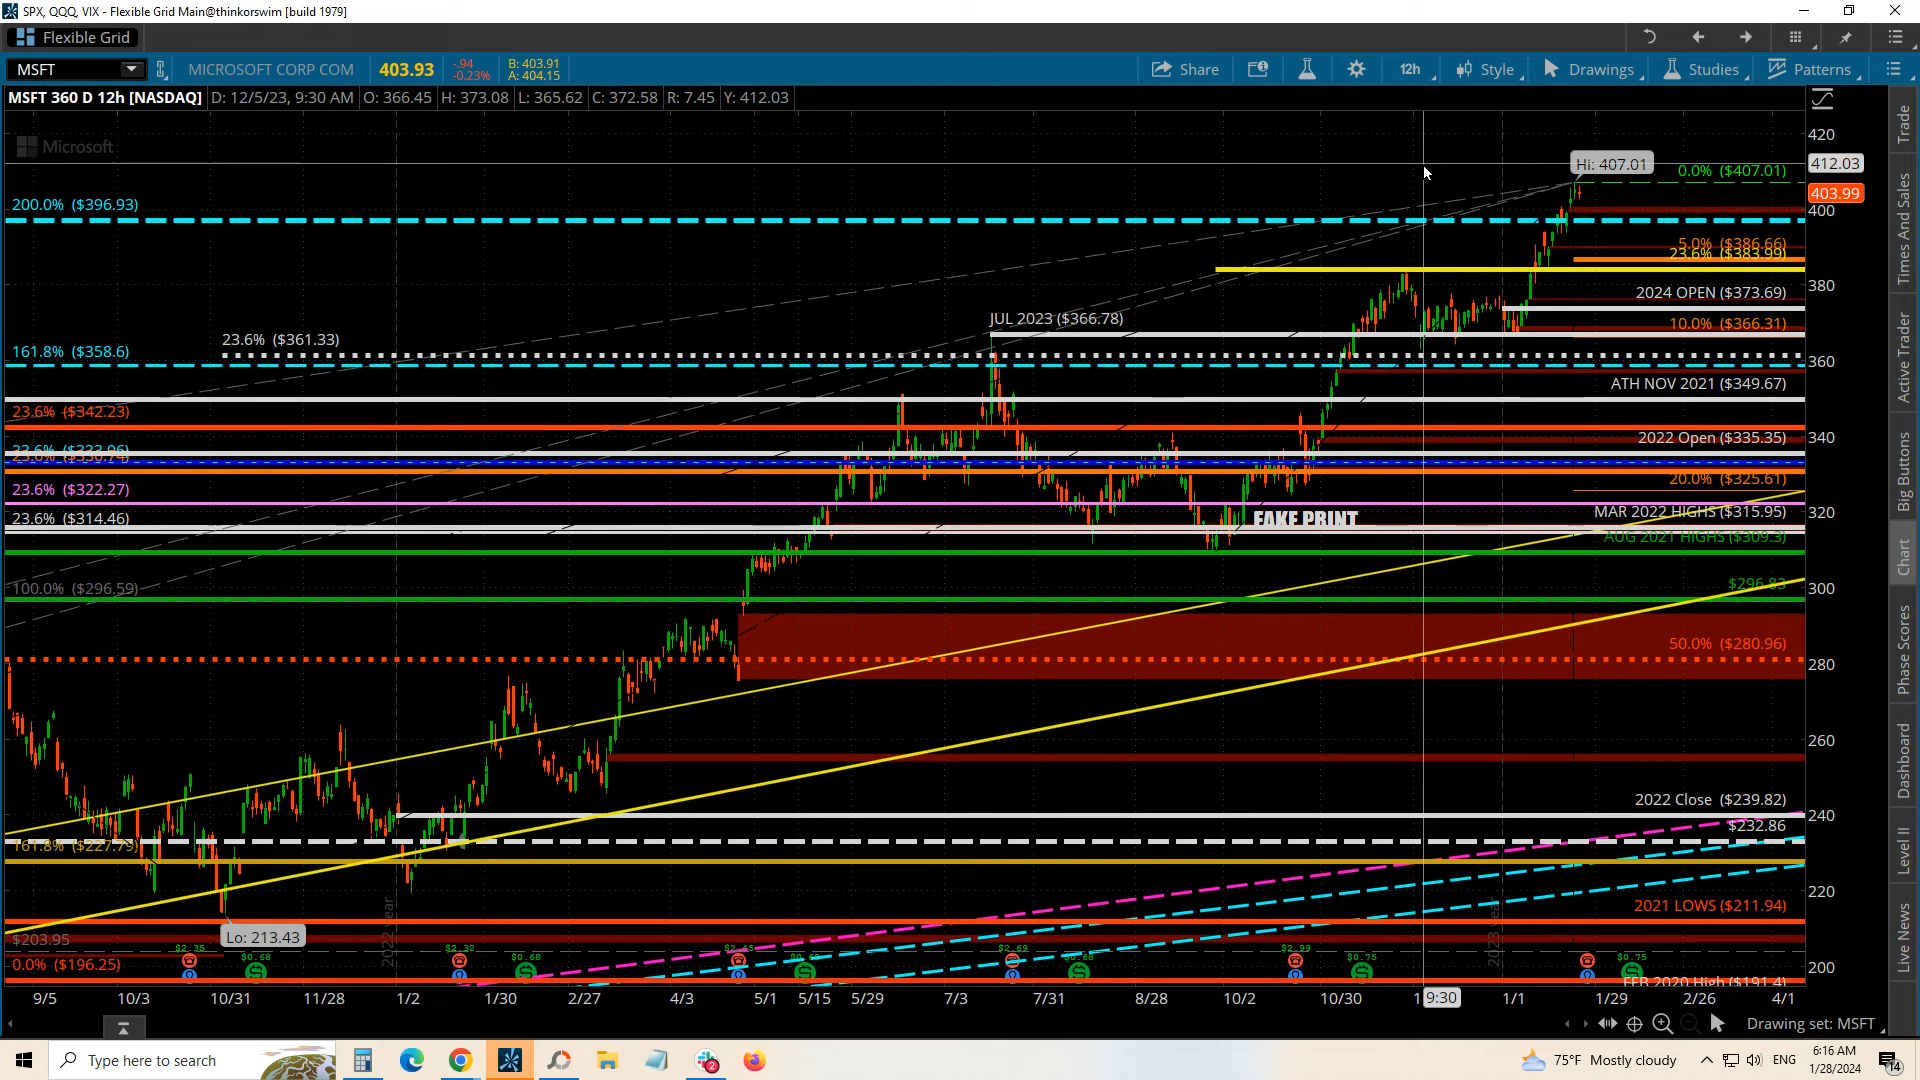 SPX, QQQ, VIX - Flexible Grid Main@thinkorswim [build 1979]
Flexible Grid
MSFT MICROSOFT CORP COM 403.93 -.94 -0.23% B: 403.91 A: 404.15 Share 12h Style Drawings Studies Patterns
MSFT 360 D 12h [NASDAQ] D: 12/5/23, 9:30 AM O: 366.45 H: 373.08 L: 365.62 C: 372.58 R: 7.45 Y: 412.03
420
Microsoft
Hi: 407.01
412.03
0.0% ($407.01)
403.99
200.0% ($396.93)
400
5.0% ($386.66)
23.6% ($383.99)
380
2024 OPEN ($373.69)
JUL 2023 ($366.78)
10.0% ($366.31)
23.6% ($361.33)
161.8% ($358.6)
360
ATH NOV 2021 ($349.67)
23.6% ($342.23)
2022 Open ($335.35)
340
20.0% ($325.61)
23.6% ($322.27)
FAKE PRINT
MAR 2022 HIGHS ($315.95)
320
23.6% ($314.46)
AUG 2021 HIGHS ($309.3)
100.0% ($296.59)
$296.83
300
50.0% ($280.96)
280
260
2022 Close ($239.82)
240
$232.86
161.8% ($227.79)
220
2021 LOWS ($211.94)
Lo: 213.43
2022 year
2023 year
$203.95
$2.35 $0.68 $2.32 $0.68 $2.69 $2.99 $0.75 $0.75
0.0% ($196.25)
200
FEB 2020 High ($191.4)
9/5 10/3 10/31 11/28 1/2 1/30 2/27 4/3 5/1 5/15 5/29 7/3 7/31 8/28 10/2 10/30 9:30 1/1 1/29 2/26 4/1
Drawing set: MSFT
Trade
Times And Sales
Active Trader
Big Buttons
Chart
Phase Scores
Dashboard
Level II
Live News
Type here to search
2
75°F Mostly cloudy
ENG
6:16 AM
1/28/2024
14